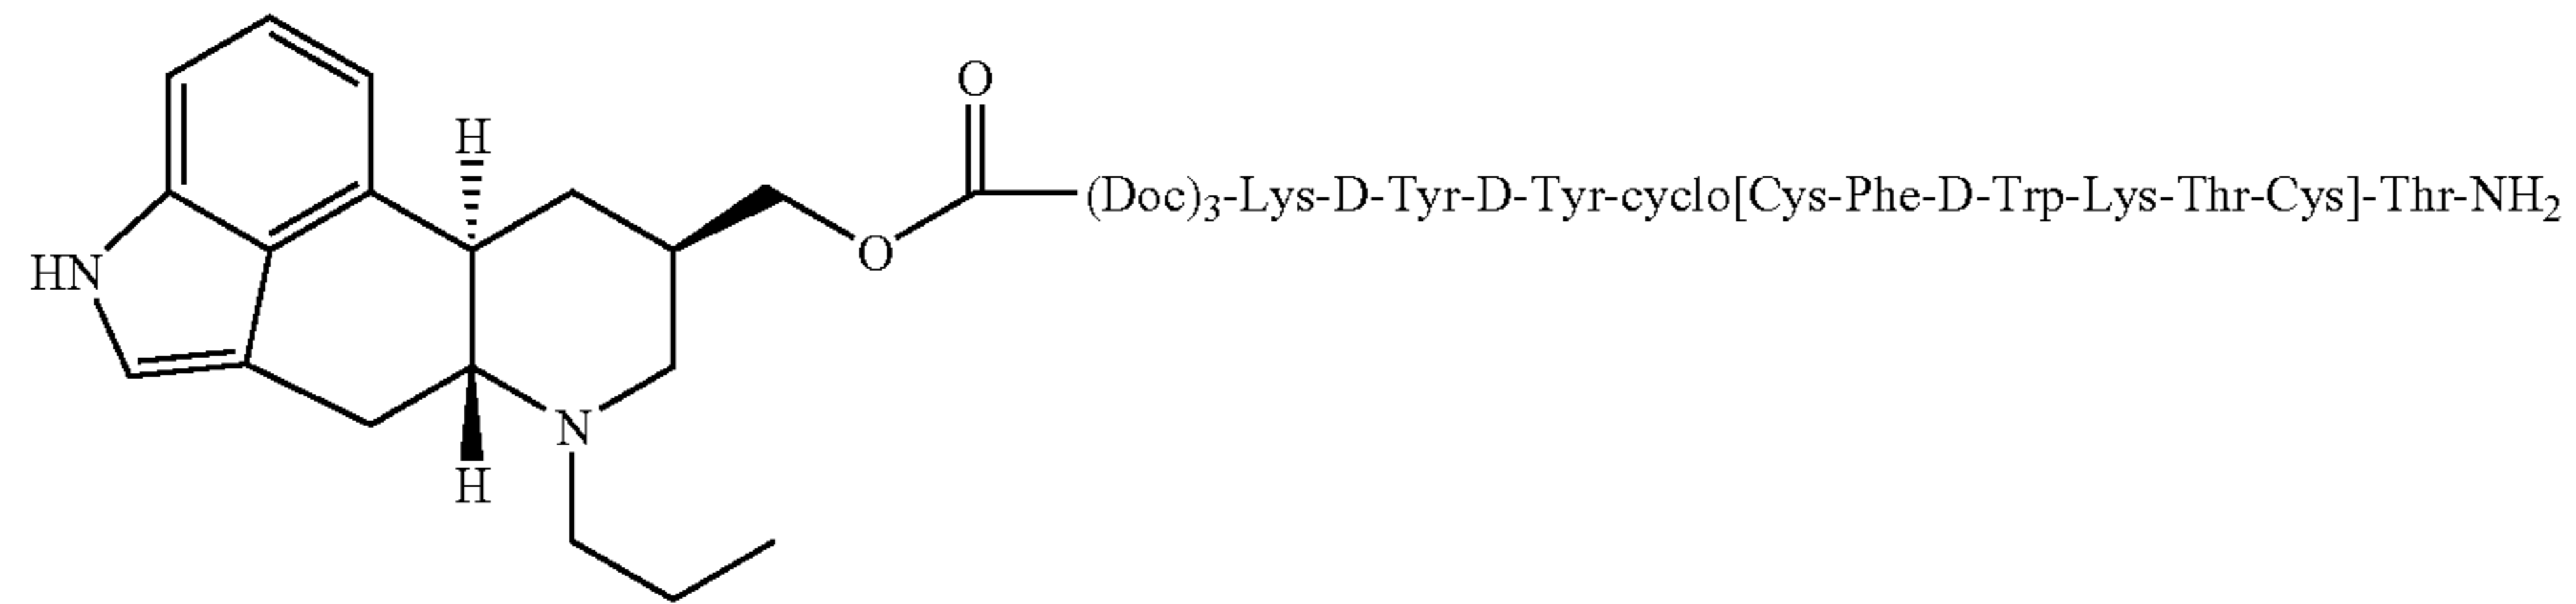 O
H
(Doc)3-Lys-D-Tyr-D-Tyr-cyclo[Cys-Phe-D-Trp-Lys-Thr-Cys]-Thr-NH2
O
HN
N
H